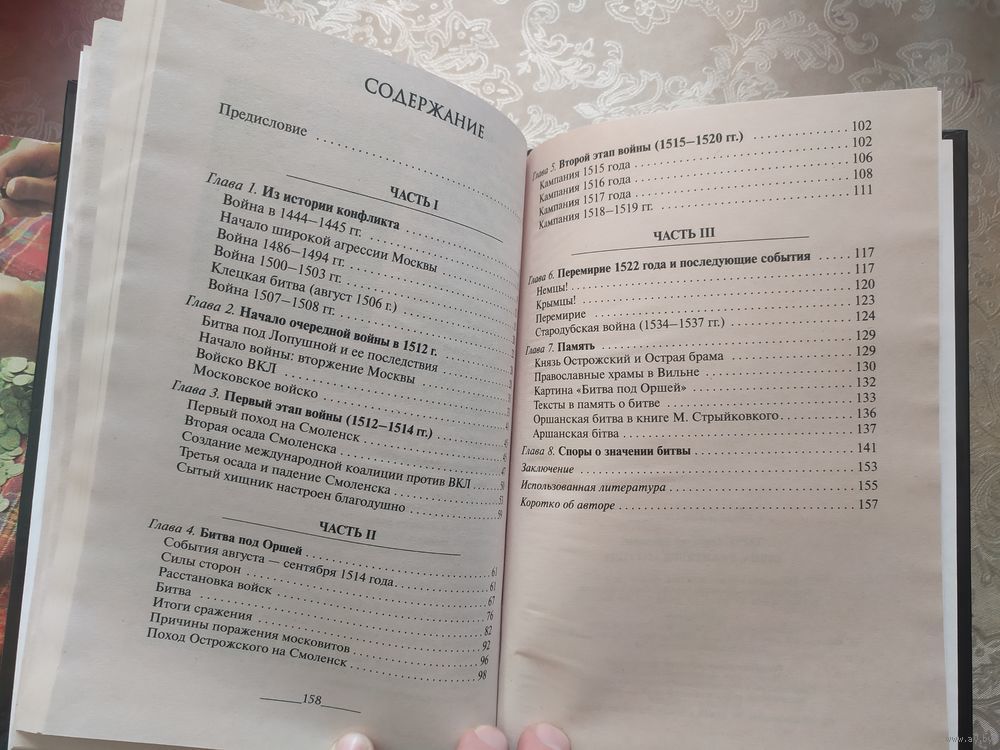 СОДЕРЖАНИЕ
Предисловие
ЧАСТЬ I
Глава 1. Из истории конфликта
Война в 1444—1445 гг.
Начало широкой агрессии Москвы
Война 1486—1494 гг.
Война 1500—1503 гг.
Клецкая битва (август 1506 г.)
Война 1507—1508 гг.
Глава 2. Начало очередной войны в 1512 г.
Битва под Лопушной и ее последствия
Начало войны: вторжение Москвы
Войско ВКЛ
Московское войско
Глава 3. Первый этап войны (1512—1514 гг.)
Первый поход на Смоленск
Вторая осада Смоленска
Создание международной коалиции против ВКЛ
Третья осада и падение Смоленска
Сытый хищник настроен благодушно
ЧАСТЬ II
Глава 4. Битва под Оршей 61
События августа — сентября 1514 года 61
Силы сторон 67
Расстановка войск 76
Битва 82
Итоги сражения 92
Причины поражения московитов 96
Поход Острожского на Смоленск 98
158
Глава 5. Второй этап войны (1515—1520 гг.) 102
Кампания 1515 года 102
Кампания 1516 года 106
Кампания 1517 года 108
Кампания 1518—1519 гг. 111
ЧАСТЬ III
Глава 6. Перемирие 1522 года и последующие события 117
Немцы! 117
Крымцы! 120
Перемирие 123
Стародубская война (1534—1537 гг.) 124
Глава 7. Память 129
Князь Острожский и Острая брама 129
Православные храмы в Вильне 130
Картина «Битва под Оршей» 132
Тексты в память о битве 133
Оршанская битва в книге М. Стрыйковкого 136
Аршанская бітва 137
Глава 8. Споры о значении битвы 141
Заключение 153
Использованная литература 155
Коротко об авторе 157